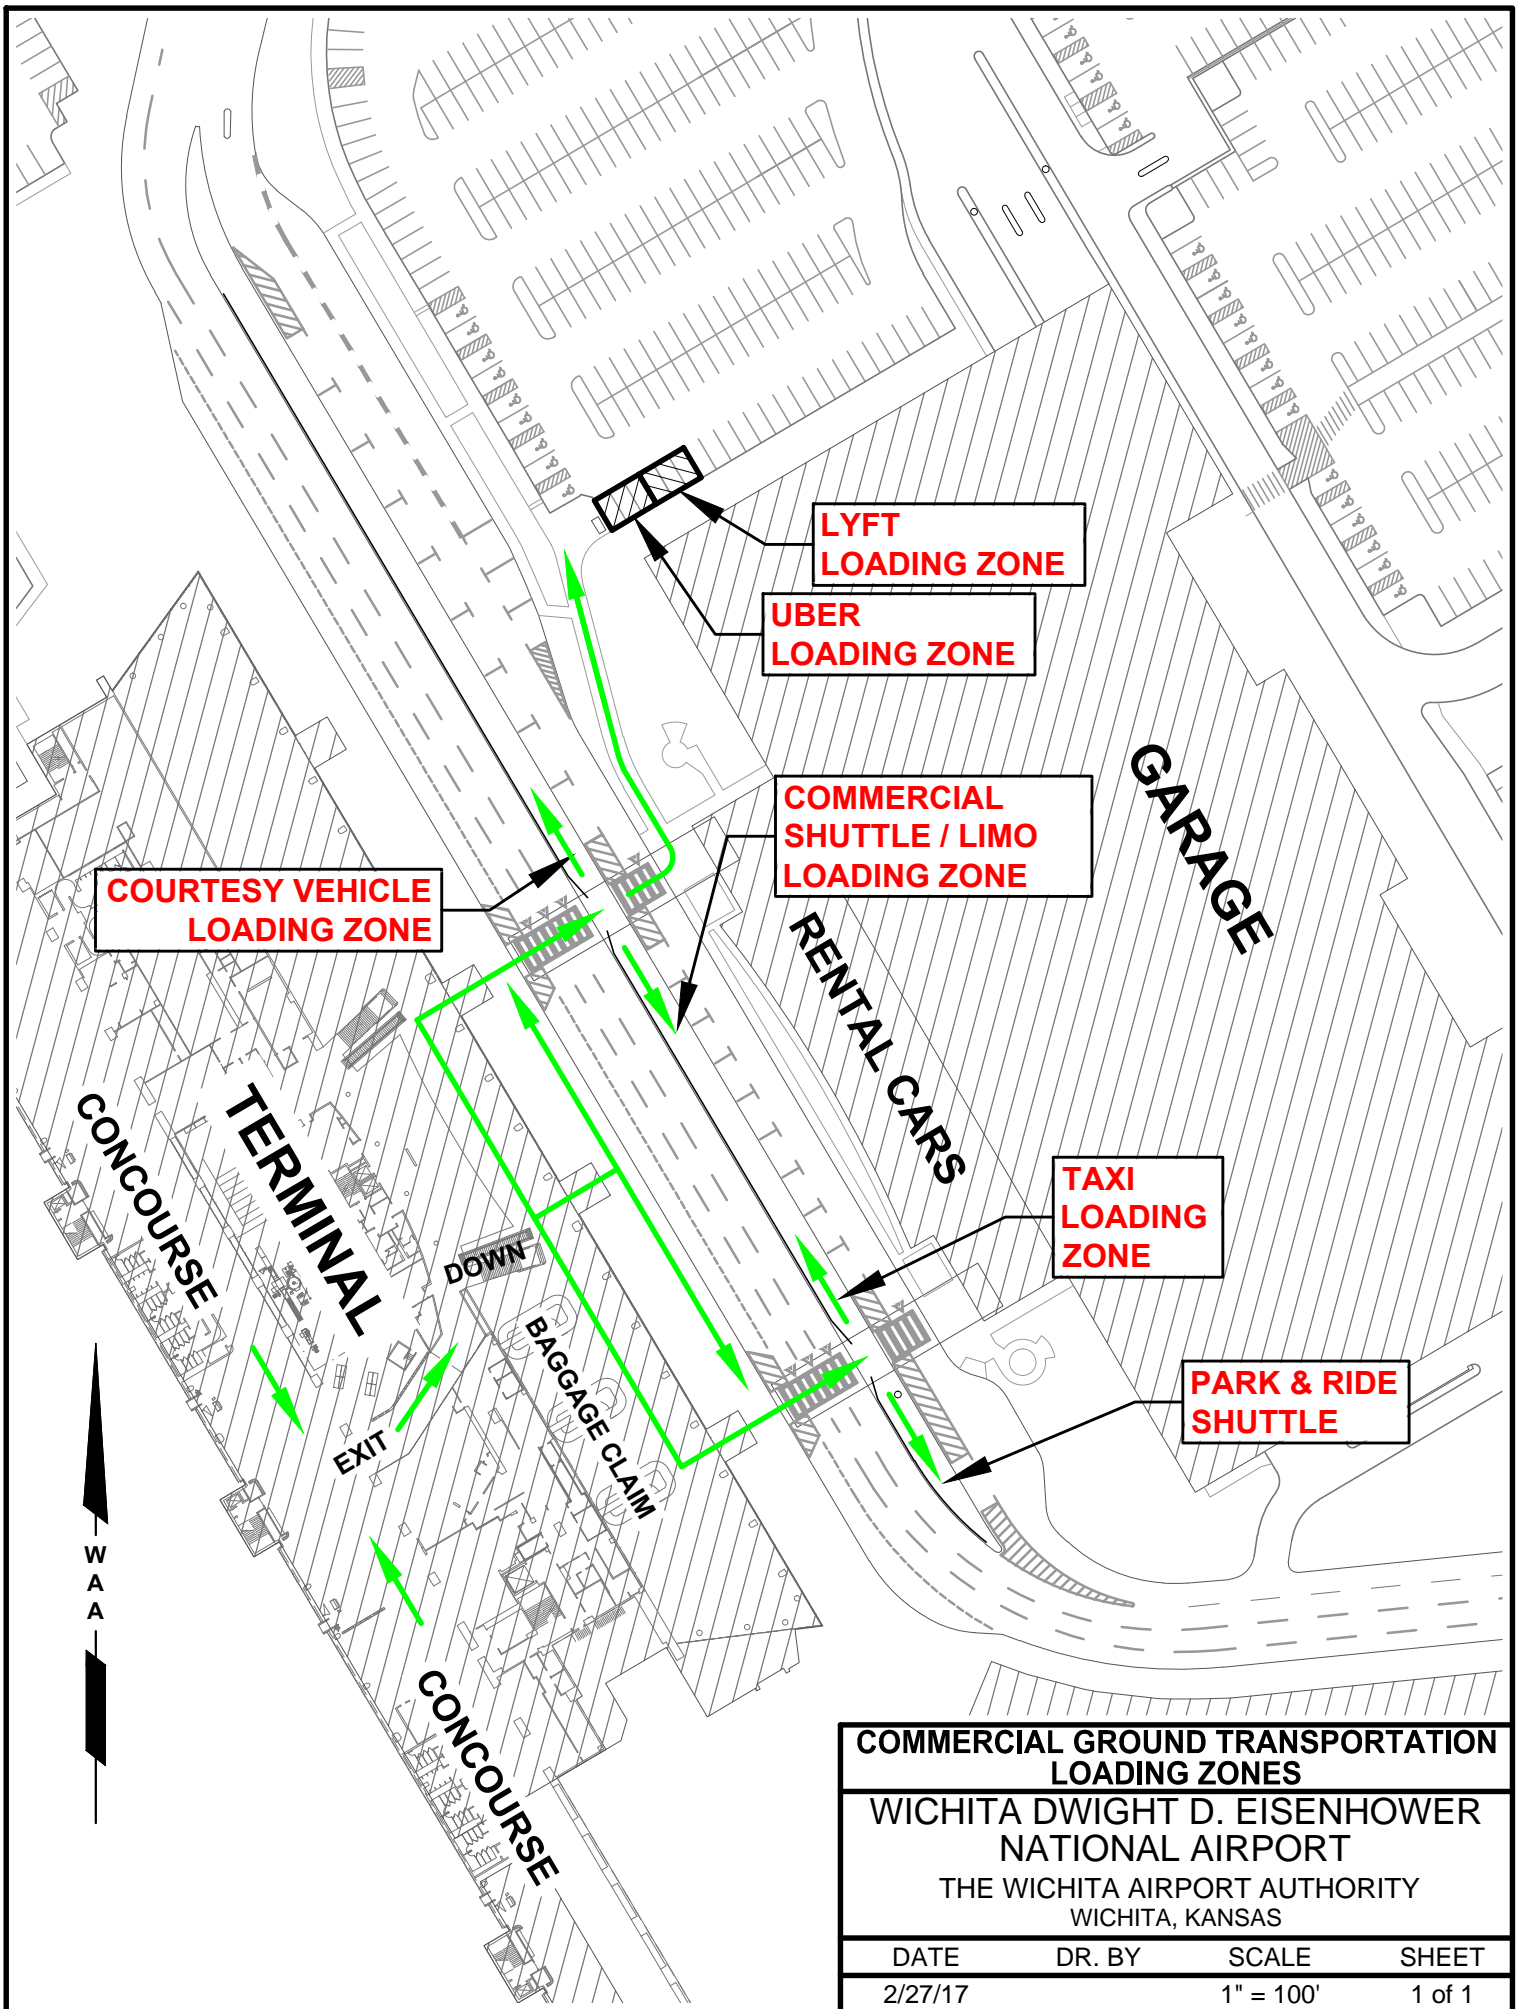 LYFT
LOADING ZONE
UBER
LOADING ZONE
COMMERCIAL
SHUTTLE / LIMO
LOADING ZONE
GARAGE
COURTESY VEHICLE
LOADING ZONE
RENTAL CARS
TERMINAL
CONCOURSE
TAXI
LOADING
ZONE
DOWN
BAGGAGE CLAIM
EXIT
PARK & RIDE
SHUTTLE
W
A
A
CONCOURSE
COMMERCIAL GROUND TRANSPORTATION
LOADING ZONES
WICHITA DWIGHT D. EISENHOWER
NATIONAL AIRPORT
THE WICHITA AIRPORT AUTHORITY
WICHITA, KANSAS
DATE DR. BY SCALE SHEET
2/27/17 1" = 100' 1 of 1